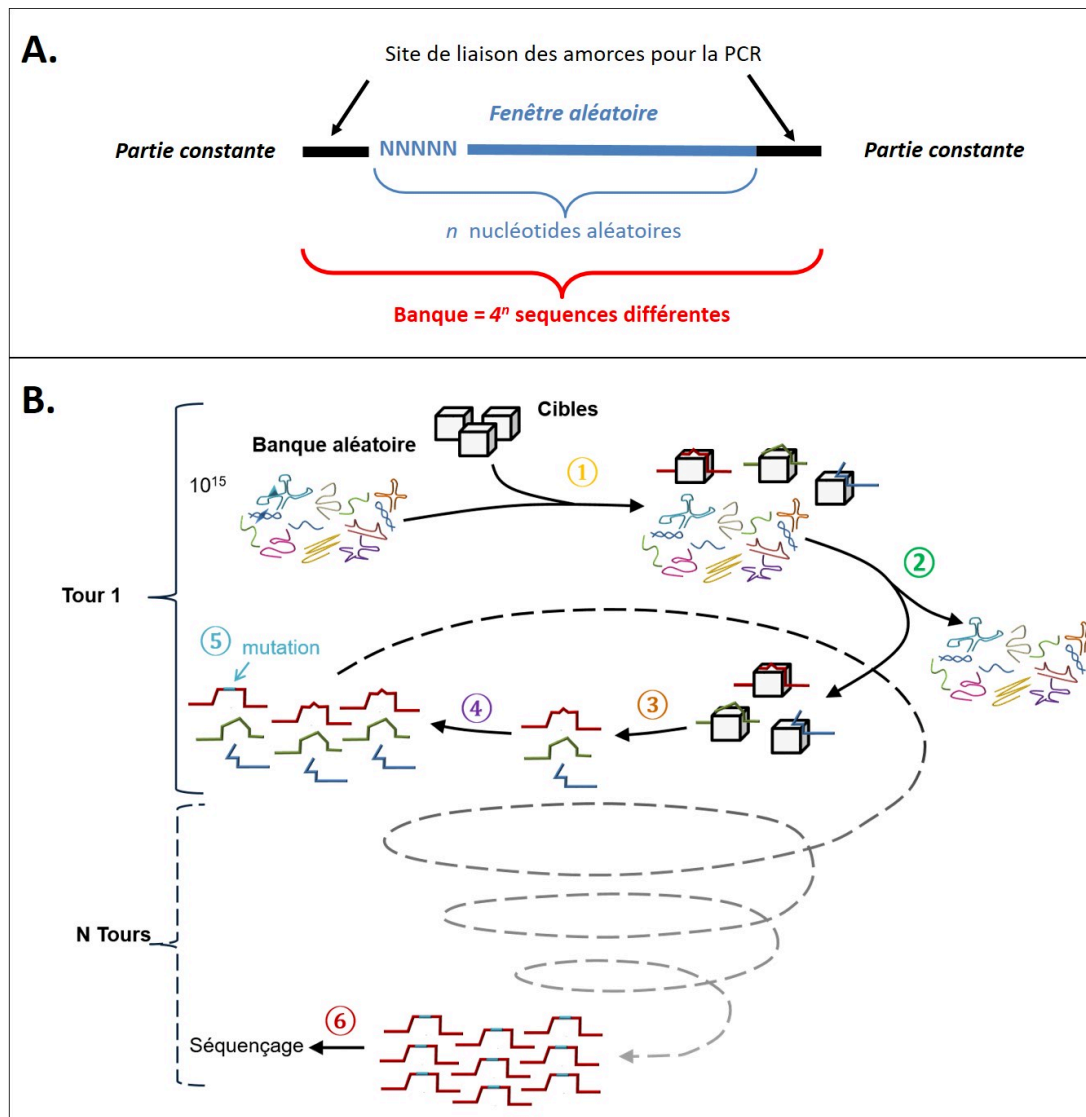 A.
Site de liaison des amorces pour la PCR
Fenêtre aléatoire
Partie constante
NNNNN
Partie constante
n nucléotides aléatoires
Banque = 4ⁿ sequences différentes
B.
Cibles
Banque aléatoire
1
10¹⁵
2
Tour 1
5 mutation
4
3
N Tours
6
Séquençage